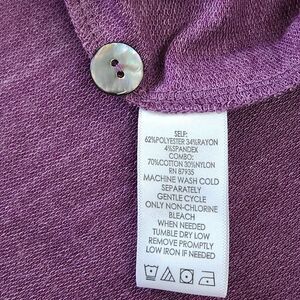 SELF:
62%POLYESTER 34%RAYON
4%SPANDEX
COMBO:
70%COTTON 30%NYLON
RN 87935
MACHINE WASH COLD
SEPARATELY
GENTLE CYCLE
ONLY NON-CHLORINE
BLEACH
WHEN NEEDED
TUMBLE DRY LOW
REMOVE PROMPTLY
LOW IRON IF NEEDED